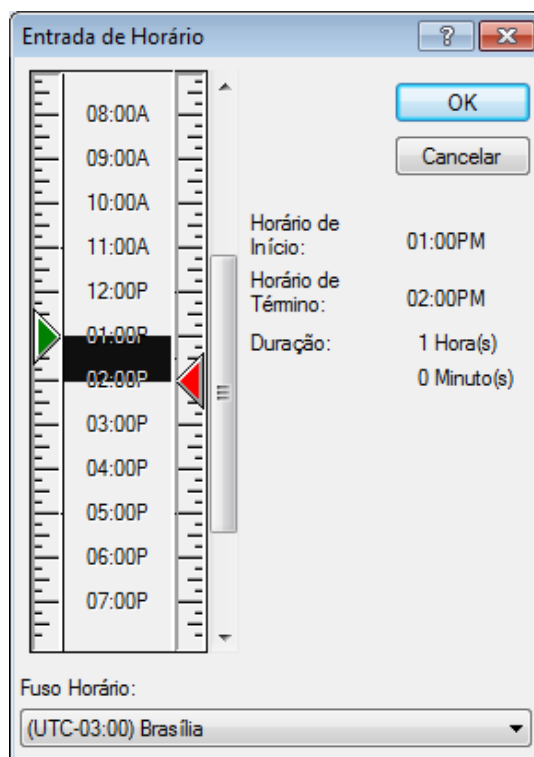 Entrada de Horário
08:00A
09:00A
10:00A
11:00A
12:00P
01:00P
02:00P
03:00P
04:00P
05:00P
06:00P
07:00P
OK
Cancelar
Horário de
Início:
01:00PM
Horário de
Término:
02:00PM
Duração:
1 Hora(s)
0 Minuto(s)
Fuso Horário:
(UTC-03:00) Brasília